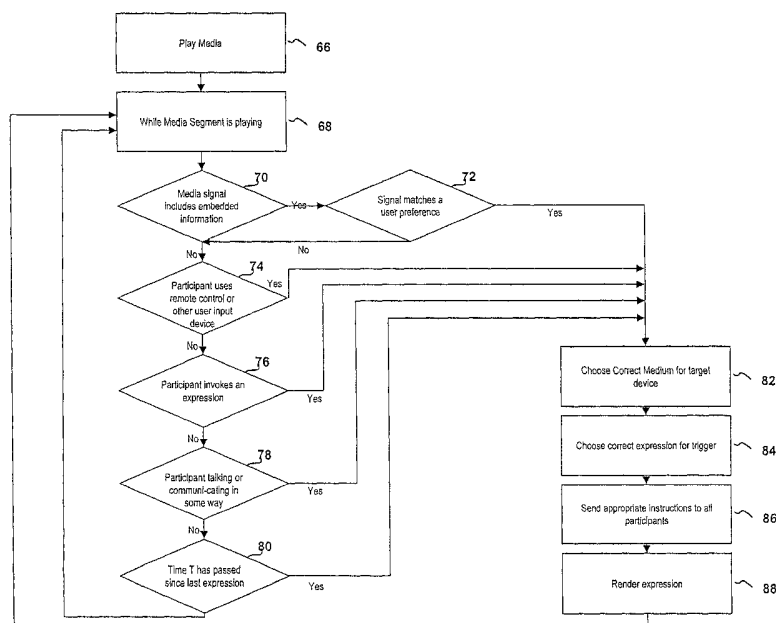 Play Media
66
While Media Segment is playing
68
70
Media signal
includes embedded
information
Yes
72
Signal matches a
user preference
Yes
No
No
74
Participant uses
remote control or
other user input
device
Yes
No
76
Participant invokes an
expression
Yes
No
78
Participant talking or
communi-cating in
some way
Yes
No
80
Time T has passed
since last expression
Yes
Choose Correct Medium for target
device
82
Choose correct expression for trigger
84
Send appropriate instructions to all
participants
86
Render expression
88